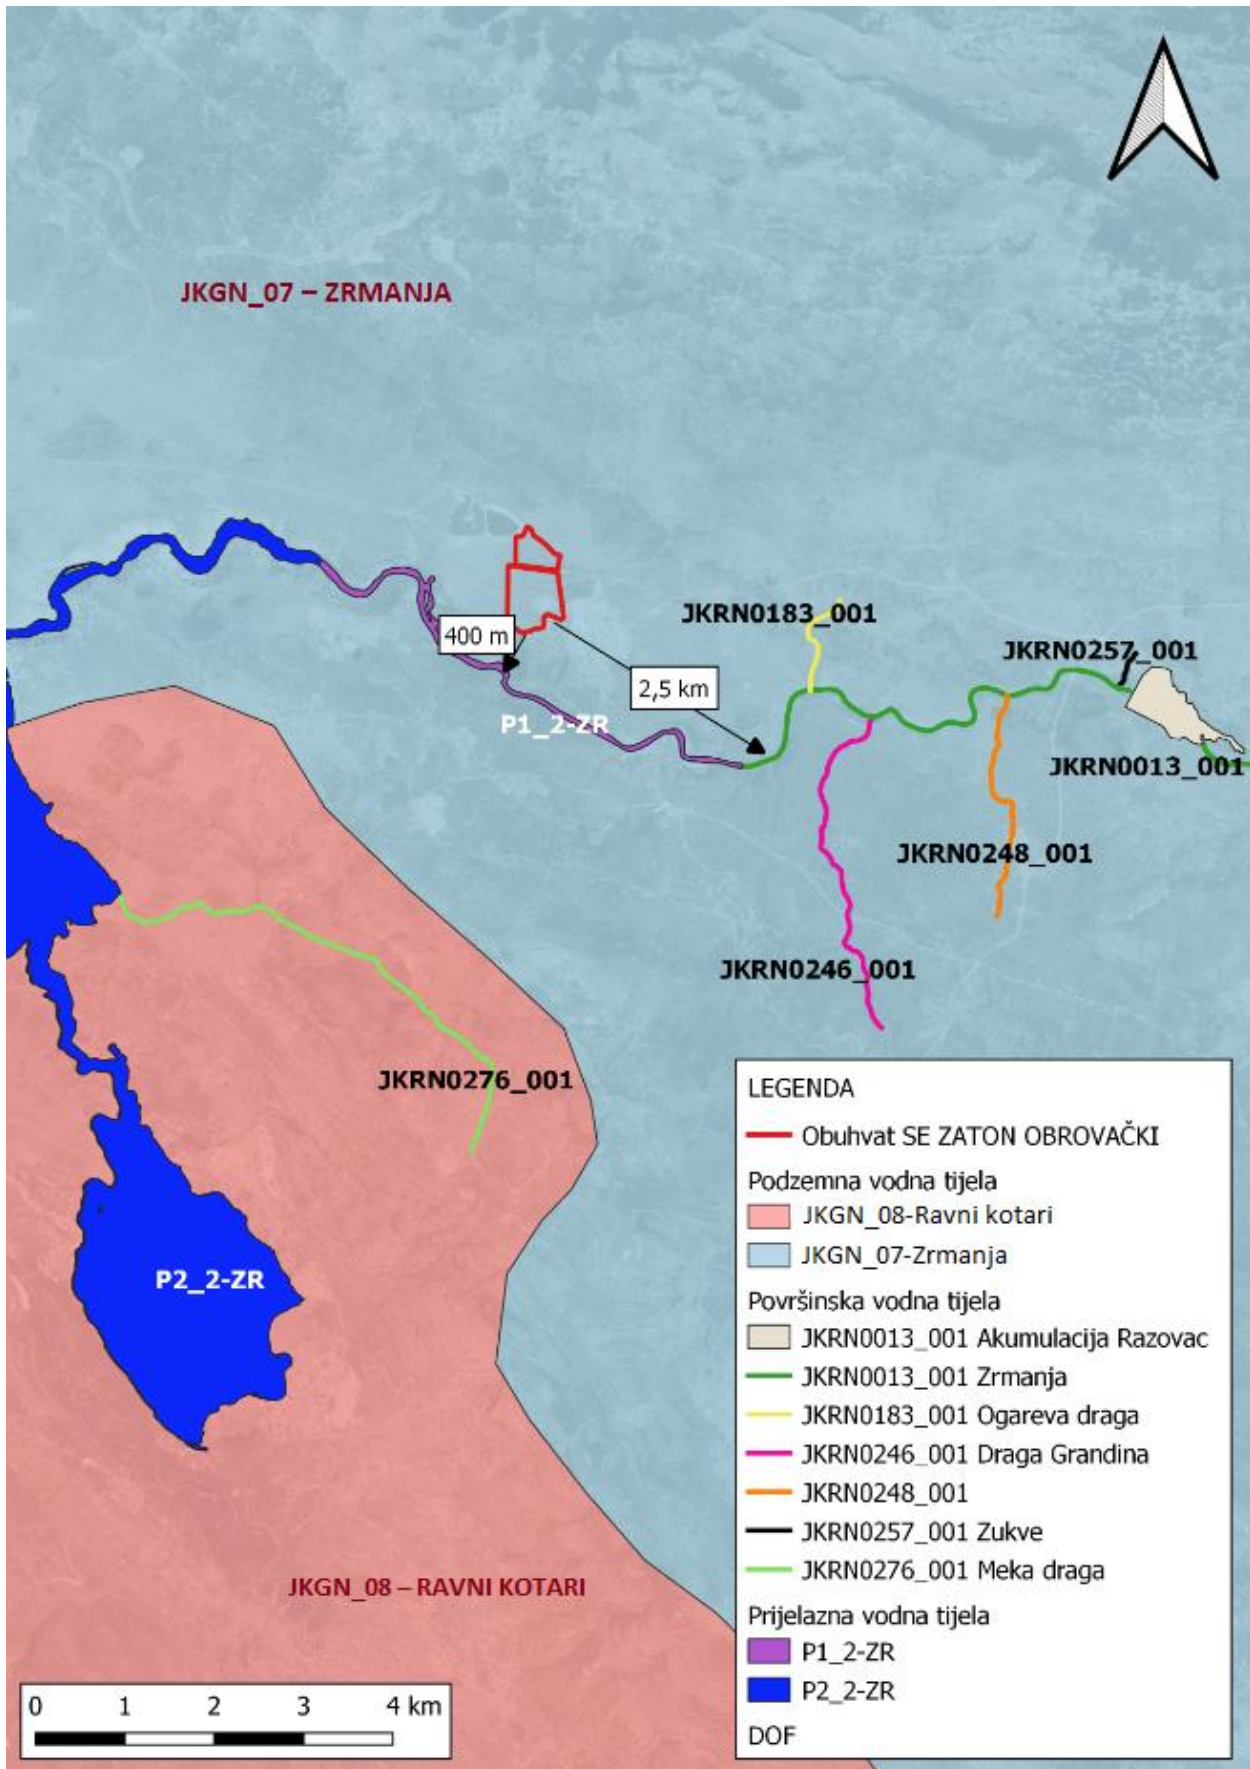 JKGN_07 – ZRMANJA
JKRN0183_001
400 m
JKRN0257_001
2,5 km
P1_2-ZR
JKRN0013_001
JKRN0248_001
JKRN0246_001
JKRN0276_001
P2_2-ZR
JKGN_08 – RAVNI KOTARI
0 1 2 3 4 km
LEGENDA
Obuhvat SE ZATON OBROVAČKI
Podzemna vodna tijela
JKGN_08-Ravni kotari
JKGN_07-Zrmanja
Površinska vodna tijela
JKRN0013_001 Akumulacija Razovac
JKRN0013_001 Zrmanja
JKRN0183_001 Ogareva draga
JKRN0246_001 Draga Grandina
JKRN0248_001
JKRN0257_001 Zukve
JKRN0276_001 Meka draga
Prijelazna vodna tijela
P1_2-ZR
P2_2-ZR
DOF